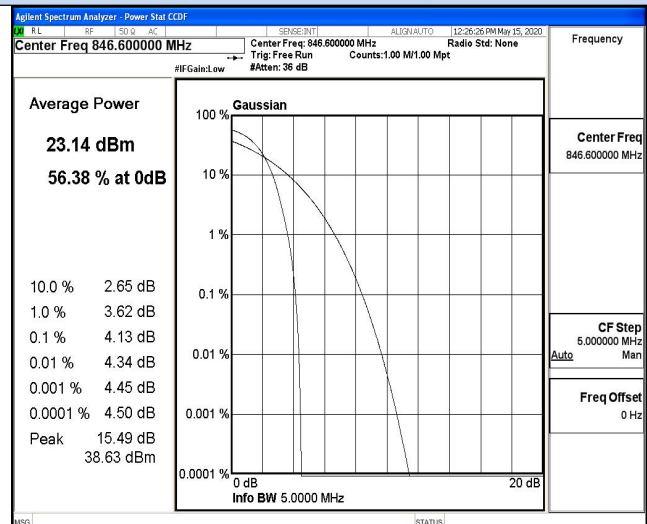 Agilent Spectrum Analyzer - Power Stat CCDF
RL RF 50 Ω AC SENSE:INT ALIGN AUTO 12:26:26 PM May 15, 2020
Center Freq 846.600000 MHz
Center Freq: 846.600000 MHz Radio Std: None
Trig: Free Run Counts:1.00 M/1.00 Mpt
#IFGain:Low #Atten: 36 dB
Frequency
Average Power
23.14 dBm
56.38 % at 0dB
10.0 % 2.65 dB
1.0 % 3.62 dB
0.1 % 4.13 dB
0.01 % 4.34 dB
0.001 % 4.45 dB
0.0001 % 4.50 dB
Peak 15.49 dB
38.63 dBm
Gaussian
100 %
10 %
1 %
0.1 %
0.01 %
0.001 %
0.0001 %
0 dB 20 dB
Info BW 5.0000 MHz
Center Freq
846.600000 MHz
CF Step
5.000000 MHz
Auto Man
Freq Offset
0 Hz
MSG STATUS